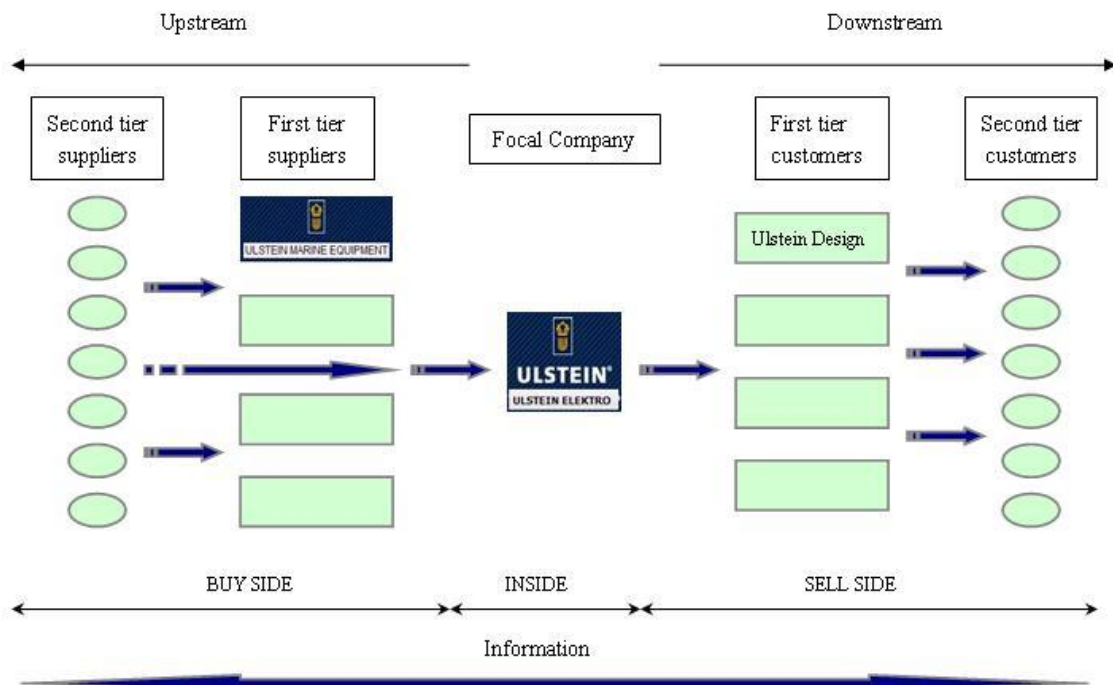 Upstream
Downstream
Second tier
suppliers
First tier
suppliers
Focal Company
First tier
customers
Second tier
customers
ULSTEIN MARINE EQUIPMENT
Ulstein Design
ULSTEIN®
ULSTEIN ELEKTRO
BUY SIDE
INSIDE
SELL SIDE
Information